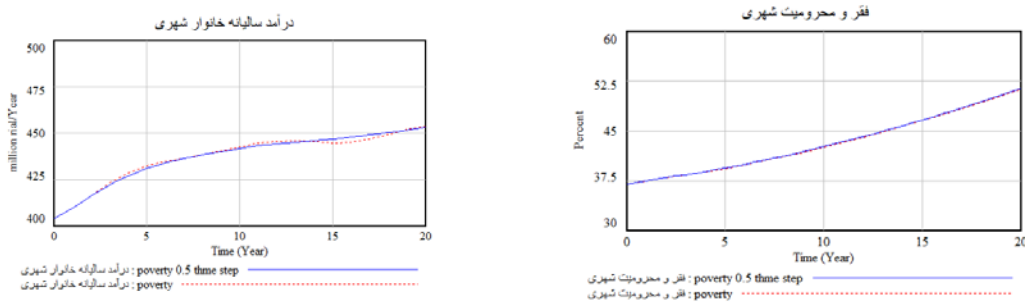 درآمد سالیانه خانوار شهری
500
475
450
425
400
million rial/Year
0 5 10 15 20
Time (Year)
درآمد سالیانه خانوار شهری : poverty 0.5 thme step
درآمد سالیانه خانوار شهری : poverty
فقر و محرومیت شهری
60
52.5
45
37.5
30
Percent
0 5 10 15 20
Time (Year)
فقر و محرومیت شهری : poverty 0.5 thme step
فقر و محرومیت شهری : poverty